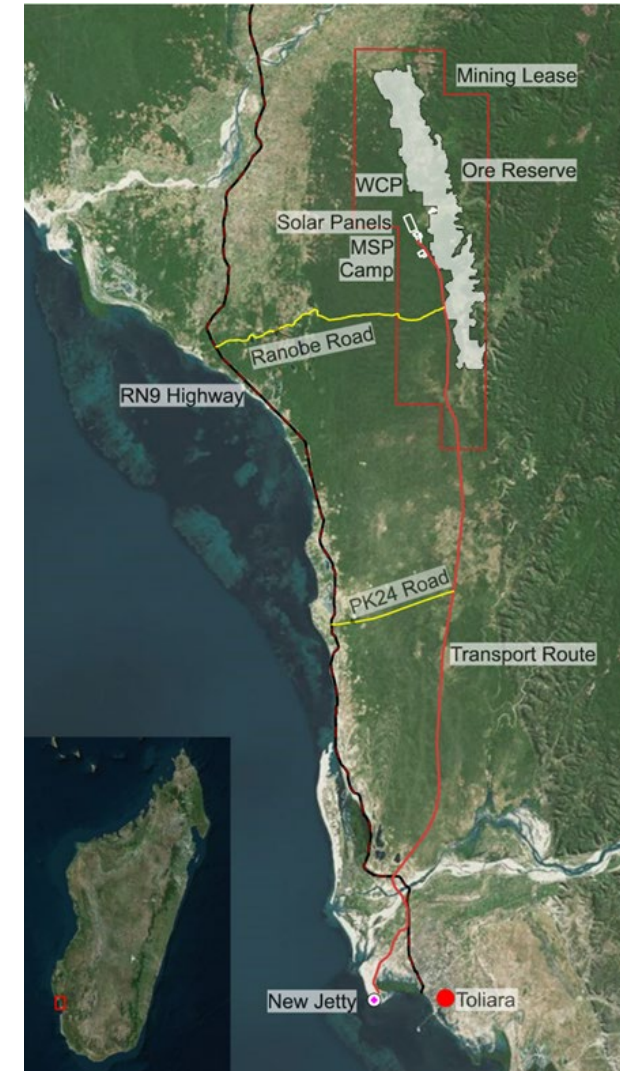 Mining Lease
Ore Reserve
WCP
Solar Panels
MSP
Camp
Ranobe Road
RN9 Highway
PK24 Road
Transport Route
New Jetty
Toliara